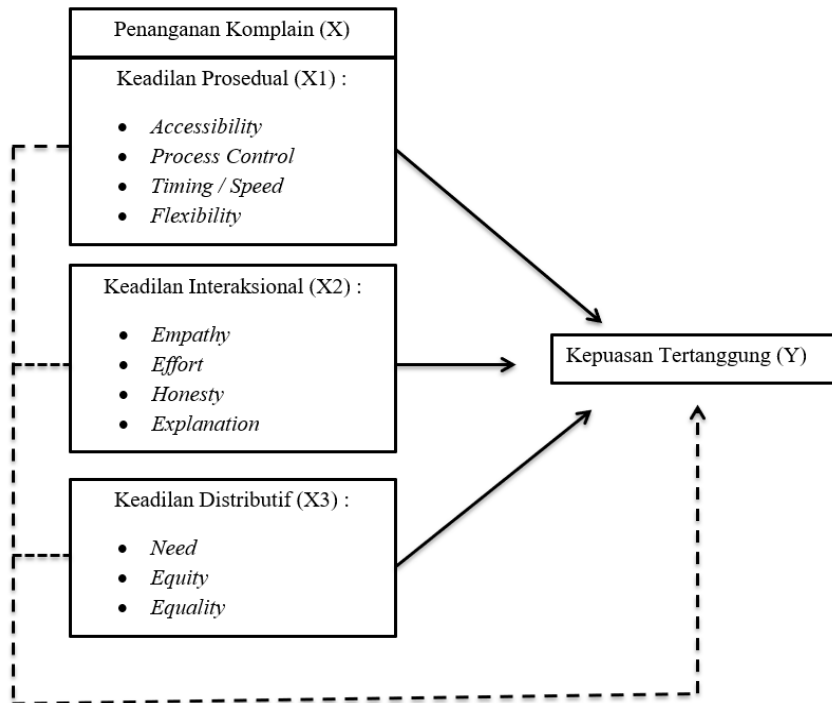 Penanganan Komplain (X)
Keadilan Prosedual (X1) :
• Accessibility
• Process Control
• Timing / Speed
• Flexibility
Keadilan Interaksional (X2) :
• Empathy
• Effort
• Honesty
• Explanation
Kepuasan Tertanggung (Y)
Keadilan Distributif (X3) :
• Need
• Equity
• Equality